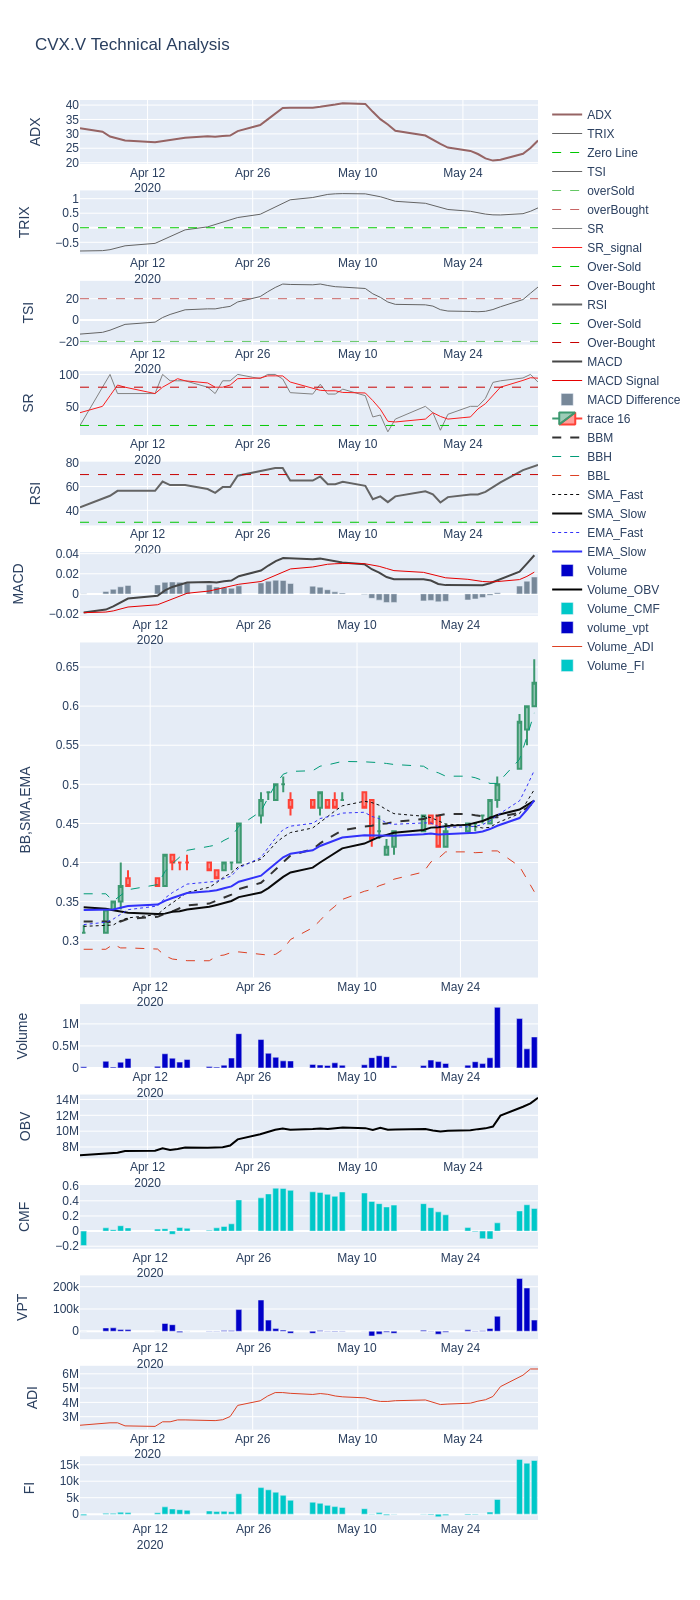 CVX.V Technical Analysis
ADX
40
35
30
25
20
Apr 12
2020
Apr 26
May 10
May 24
TRIX
1
0.5
0
−0.5
Apr 12
2020
Apr 26
May 10
May 24
TSI
20
0
−20
Apr 12
2020
Apr 26
May 10
May 24
SR
100
50
Apr 12
2020
Apr 26
May 10
May 24
RSI
80
60
40
Apr 12
2020
Apr 26
May 10
May 24
MACD
0.04
0.02
0
−0.02
Apr 12
2020
Apr 26
May 10
May 24
BB,SMA,EMA
0.65
0.6
0.55
0.5
0.45
0.4
0.35
0.3
Apr 12
2020
Apr 26
May 10
May 24
Volume
1M
0.5M
0
Apr 12
2020
Apr 26
May 10
May 24
OBV
14M
12M
10M
8M
Apr 12
2020
Apr 26
May 10
May 24
CMF
0.6
0.4
0.2
0
−0.2
Apr 12
2020
Apr 26
May 10
May 24
VPT
200k
100k
0
Apr 12
2020
Apr 26
May 10
May 24
ADI
6M
5M
4M
3M
Apr 12
2020
Apr 26
May 10
May 24
FI
15k
10k
5k
0
Apr 12
2020
Apr 26
May 10
May 24
ADX
TRIX
Zero Line
TSI
overSold
overBought
SR
SR_signal
Over-Sold
Over-Bought
RSI
Over-Sold
Over-Bought
MACD
MACD Signal
MACD Difference
trace 16
BBM
BBH
BBL
SMA_Fast
SMA_Slow
EMA_Fast
EMA_Slow
Volume
Volume_OBV
Volume_CMF
volume_vpt
Volume_ADI
Volume_FI